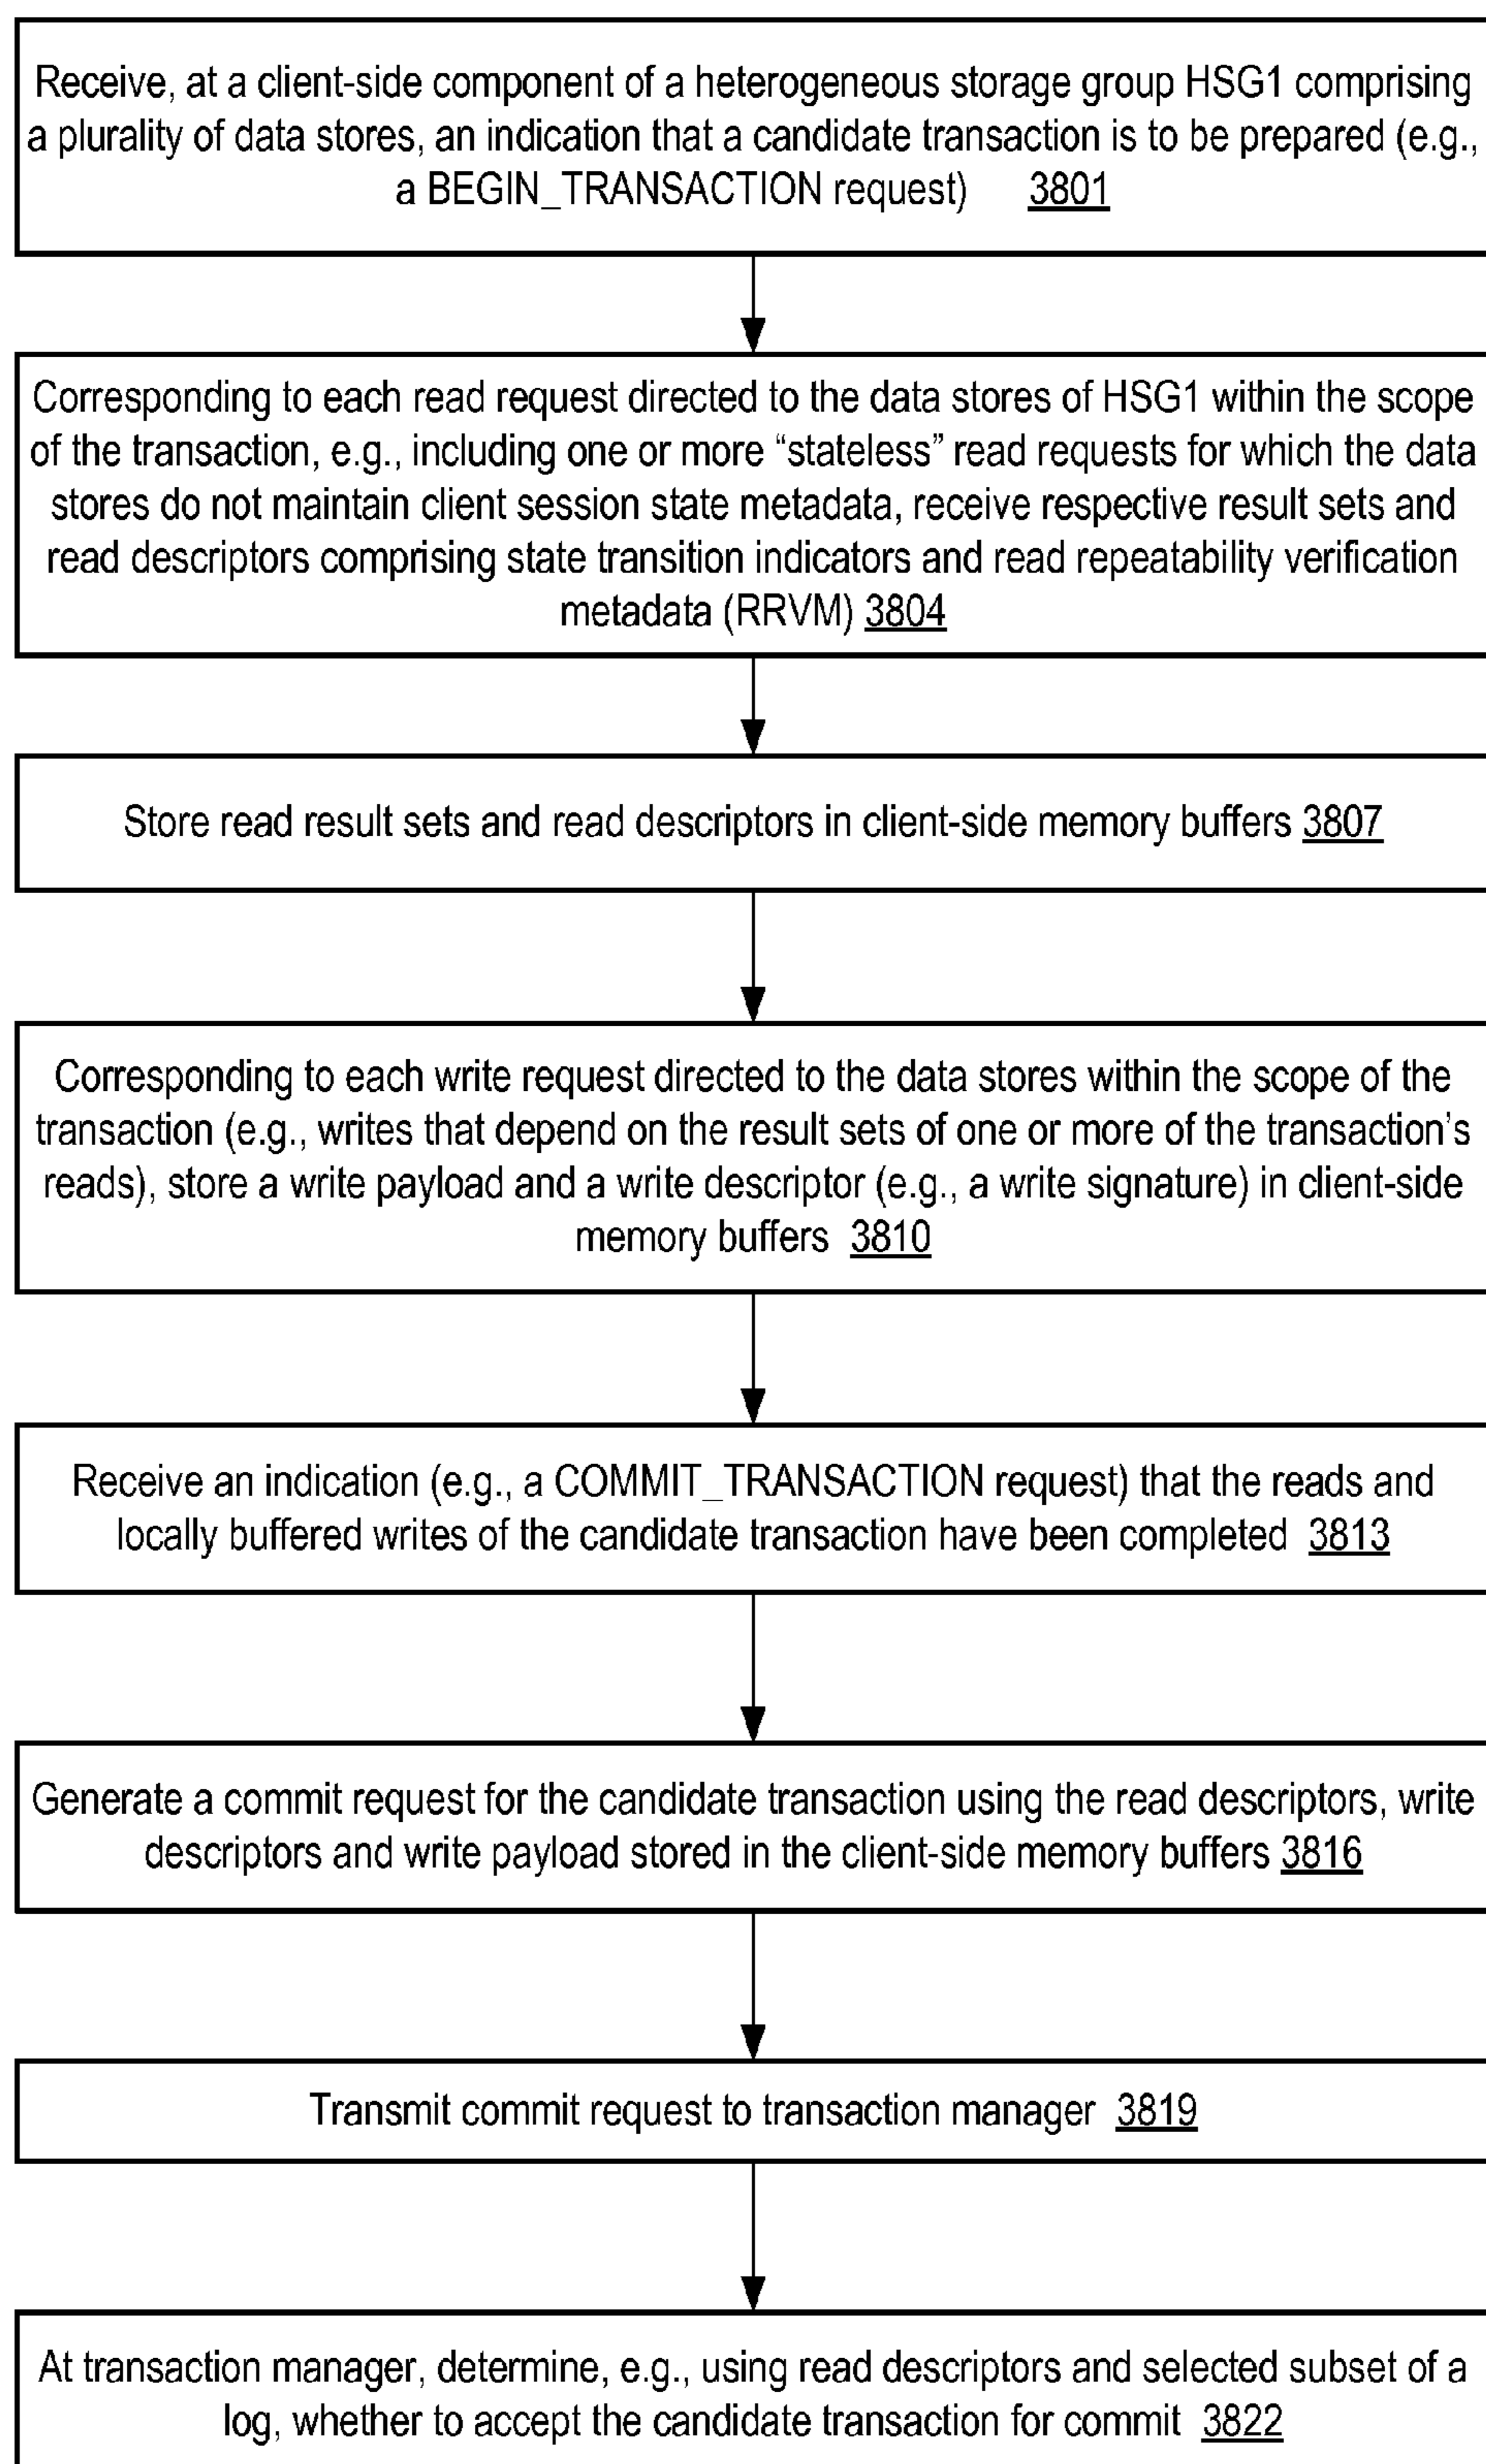 Receive, at a client-side component of a heterogeneous storage group HSG1 comprising
a plurality of data stores, an indication that a candidate transaction is to be prepared (e.g.,
a BEGIN_TRANSACTION request) 3801
Corresponding to each read request directed to the data stores of HSG1 within the scope
of the transaction, e.g., including one or more “stateless” read requests for which the data
stores do not maintain client session state metadata, receive respective result sets and
read descriptors comprising state transition indicators and read repeatability verification
metadata (RRVM) 3804
Store read result sets and read descriptors in client-side memory buffers 3807
Corresponding to each write request directed to the data stores within the scope of the
transaction (e.g., writes that depend on the result sets of one or more of the transaction’s
reads), store a write payload and a write descriptor (e.g., a write signature) in client-side
memory buffers 3810
Receive an indication (e.g., a COMMIT_TRANSACTION request) that the reads and
locally buffered writes of the candidate transaction have been completed 3813
Generate a commit request for the candidate transaction using the read descriptors, write
descriptors and write payload stored in the client-side memory buffers 3816
Transmit commit request to transaction manager 3819
At transaction manager, determine, e.g., using read descriptors and selected subset of a
log, whether to accept the candidate transaction for commit 3822